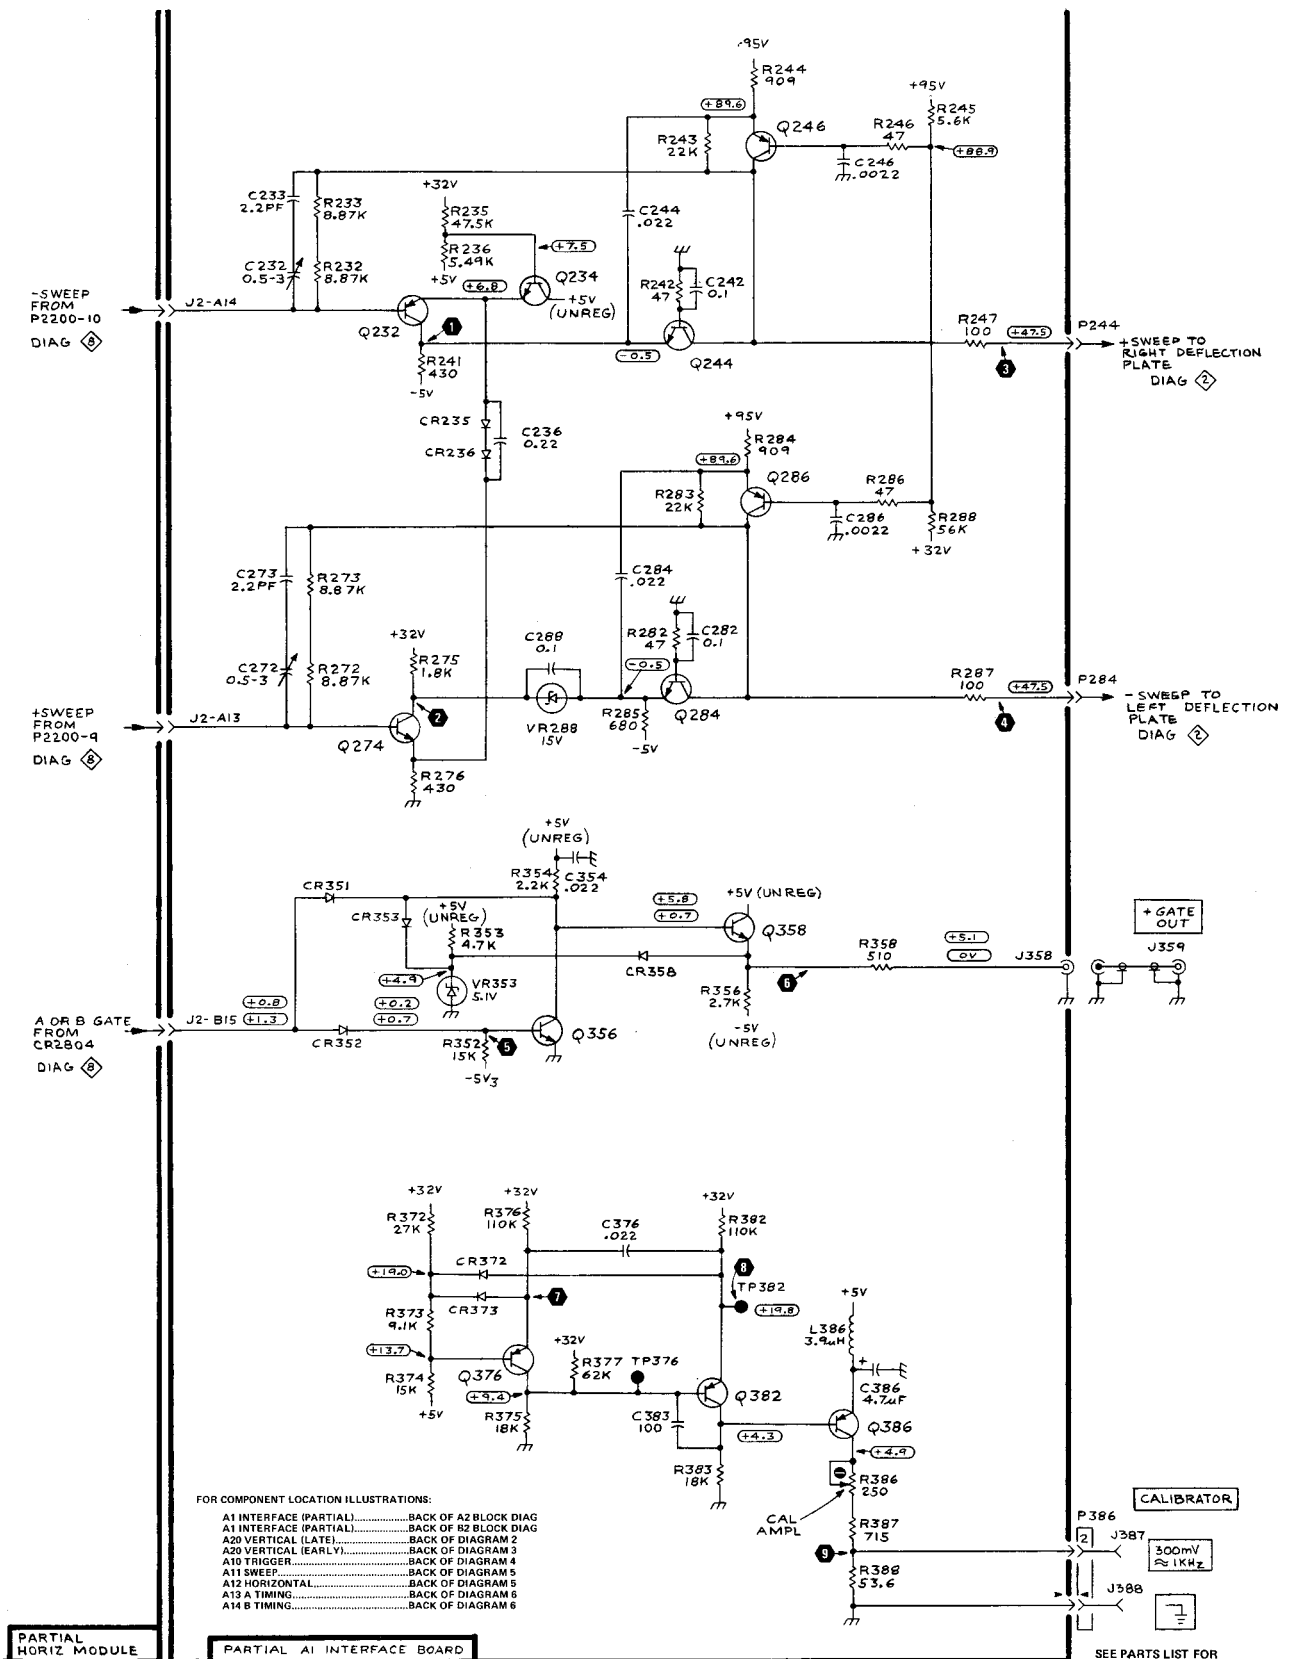 .95V
R244
909
+95V
+89.6
Q246
R246
47
R245
5.6K
R243
22K
+88.9
C246
.0022
C233
2.2PF
R233
8.87K
+32V
R235
47.5K
C244
.022
R236
5.49K
+7.5
C232
0.5-3
R232
8.87K
+5V
+6.8
Q234
+5V
(UNREG)
R242
47
C242
0.1
-SWEEP
FROM
P2200-10
DIAG 8
J2-A14
Q232
1
R241
430
-5V
-0.5
Q244
R247
100
+47.5
3
P244
+SWEEP TO
RIGHT DEFLECTION
PLATE
DIAG 2
CR235
CR236
C236
0.22
+95V
R284
909
+89.6
Q286
R286
47
R283
22K
C286
.0022
R288
56K
+32V
C273
2.2PF
R273
8.87K
C284
.022
+32V
R275
1.8K
C288
0.1
R282
47
C282
0.1
C272
0.5-3
R272
8.87K
-0.5
+SWEEP
FROM
P2200-9
DIAG 8
J2-A13
2
Q274
VR288
15V
R285
680
-5V
Q284
R287
100
+47.5
4
P284
- SWEEP TO
LEFT DEFLECTION
PLATE
DIAG 2
R276
430
+5V
(UNREG)
R354
2.2K
C354
.022
CR351
CR353
+5V
(UNREG)
R353
4.7K
+5.8
+0.7
+5V (UNREG)
Q358
+ GATE
OUT
R358
510
+5.1
0V
J358
J359
CR358
+4.9
VR353
5.1V
R356
2.7K
6
-5V
(UNREG)
A OR B GATE
FROM
CR2804
DIAG 8
J2-B15
+0.8
+1.3
+0.2
+0.7
CR352
R352
15K
5
-5V3
Q356
+32V
R372
27K
+32V
R376
110K
C376
.022
+32V
R382
110K
CR372
+19.0
8
TP382
+19.8
CR373
7
R373
9.1K
+5V
L386
3.9uH
+13.7
Q376
+32V
R377
62K
TP376
R374
15K
+5V
+9.4
R375
18K
C383
100
Q382
+
C386
4.7uF
Q386
+4.3
+4.9
R383
18K
R386
250
CAL
AMPL
R387
715
9
R388
53.6
CALIBRATOR
P386
2
J387
300mV
≈ 1KHz
J388
FOR COMPONENT LOCATION ILLUSTRATIONS:
A1 INTERFACE (PARTIAL)...............BACK OF A2 BLOCK DIAG
A1 INTERFACE (PARTIAL)...............BACK OF B2 BLOCK DIAG
A20 VERTICAL (LATE)....................BACK OF DIAGRAM 2
A20 VERTICAL (EARLY)..................BACK OF DIAGRAM 3
A10 TRIGGER................................BACK OF DIAGRAM 4
A11 SWEEP...................................BACK OF DIAGRAM 5
A12 HORIZONTAL.........................BACK OF DIAGRAM 5
A13 A TIMING...............................BACK OF DIAGRAM 6
A14 B TIMING...............................BACK OF DIAGRAM 6
PARTIAL
HORIZ MODULE
PARTIAL A1 INTERFACE BOARD
SEE PARTS LIST FOR